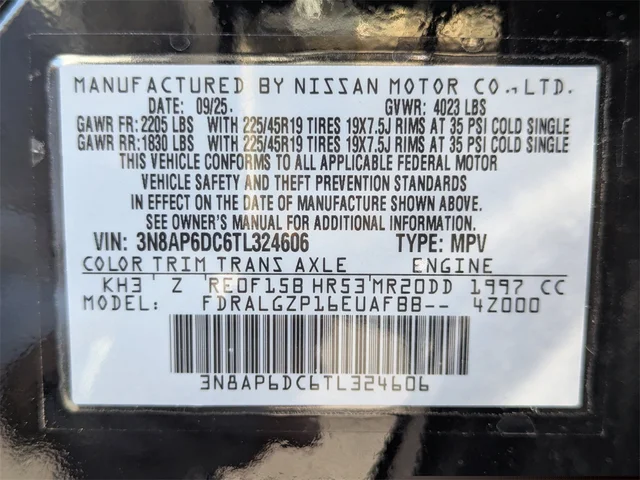 MANUFACTURED BY NISSAN MOTOR CO., LTD.
DATE: 09/25. GVWR: 4023 LBS
GAWR FR: 2205 LBS WITH 225/45R19 TIRES 19X7.5J RIMS AT 35 PSI COLD SINGLE
GAWR RR: 1830 LBS WITH 225/45R19 TIRES 19X7.5J RIMS AT 35 PSI COLD SINGLE
THIS VEHICLE CONFORMS TO ALL APPLICABLE FEDERAL MOTOR
VEHICLE SAFETY AND THEFT PREVENTION STANDARDS
IN EFFECT ON THE DATE OF MANUFACTURE SHOWN ABOVE.
SEE OWNER'S MANUAL FOR ADDITIONAL INFORMATION.
VIN: 3N8AP6DC6TL324606 TYPE: MPV
COLOR TRIM TRANS AXLE ENGINE
KH3 Z RE0F15B HR53 MR20DD 1997 CC
MODEL: FDRALGZP16EUAF8B-- 4Z000
3N8AP6DC6TL324606